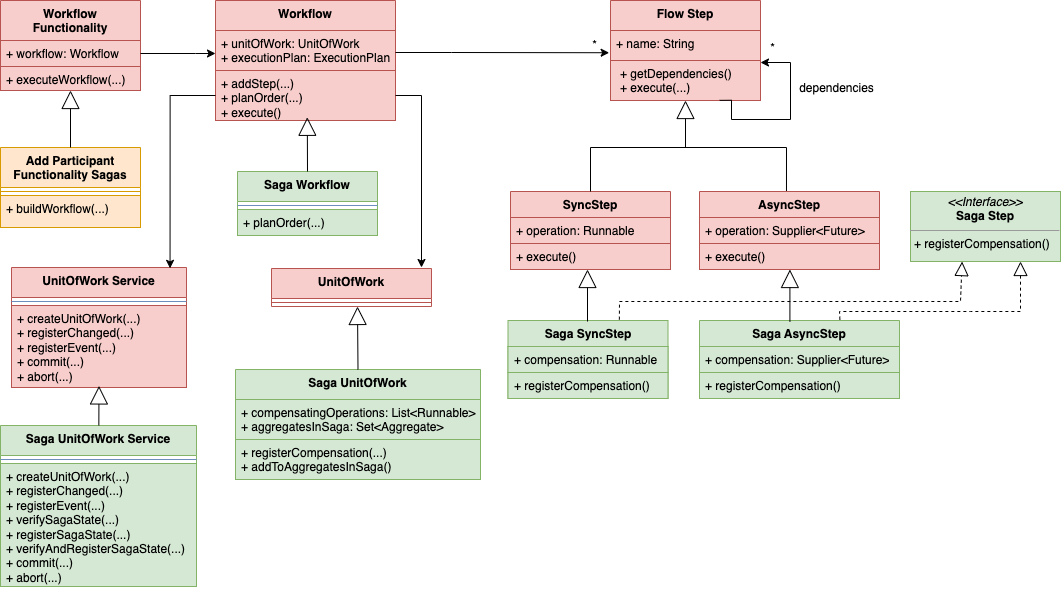 Workflow
Functionality
+ workflow: Workflow
+ executeWorkflow(...)
Workflow
+ unitOfWork: UnitOfWork
+ executionPlan: ExecutionPlan
+ addStep(...)
+ planOrder(...)
+ execute()
*
Flow Step
+ name: String
+ getDependencies()
+ execute(...)
*
dependencies
Add Participant
Functionality Sagas
+ buildWorkflow(...)
Saga Workflow
+ planOrder(...)
SyncStep
+ operation: Runnable
+ execute()
AsyncStep
+ operation: Supplier<Future>
+ execute()
<<Interface>>
Saga Step
+ registerCompensation()
UnitOfWork Service
+ createUnitOfWork(...)
+ registerChanged(...)
+ registerEvent(...)
+ commit(...)
+ abort(...)
UnitOfWork
Saga SyncStep
+ compensation: Runnable
+ registerCompensation()
Saga AsyncStep
+ compensation: Supplier<Future>
+ registerCompensation()
Saga UnitOfWork
+ compensatingOperations: List<Runnable>
+ aggregatesInSaga: Set<Aggregate>
+ registerCompensation(...)
+ addToAggregatesInSaga()
Saga UnitOfWork Service
+ createUnitOfWork(...)
+ registerChanged(...)
+ registerEvent(...)
+ verifySagaState(...)
+ registerSagaState(...)
+ verifyAndRegisterSagaState(...)
+ commit(...)
+ abort(...)